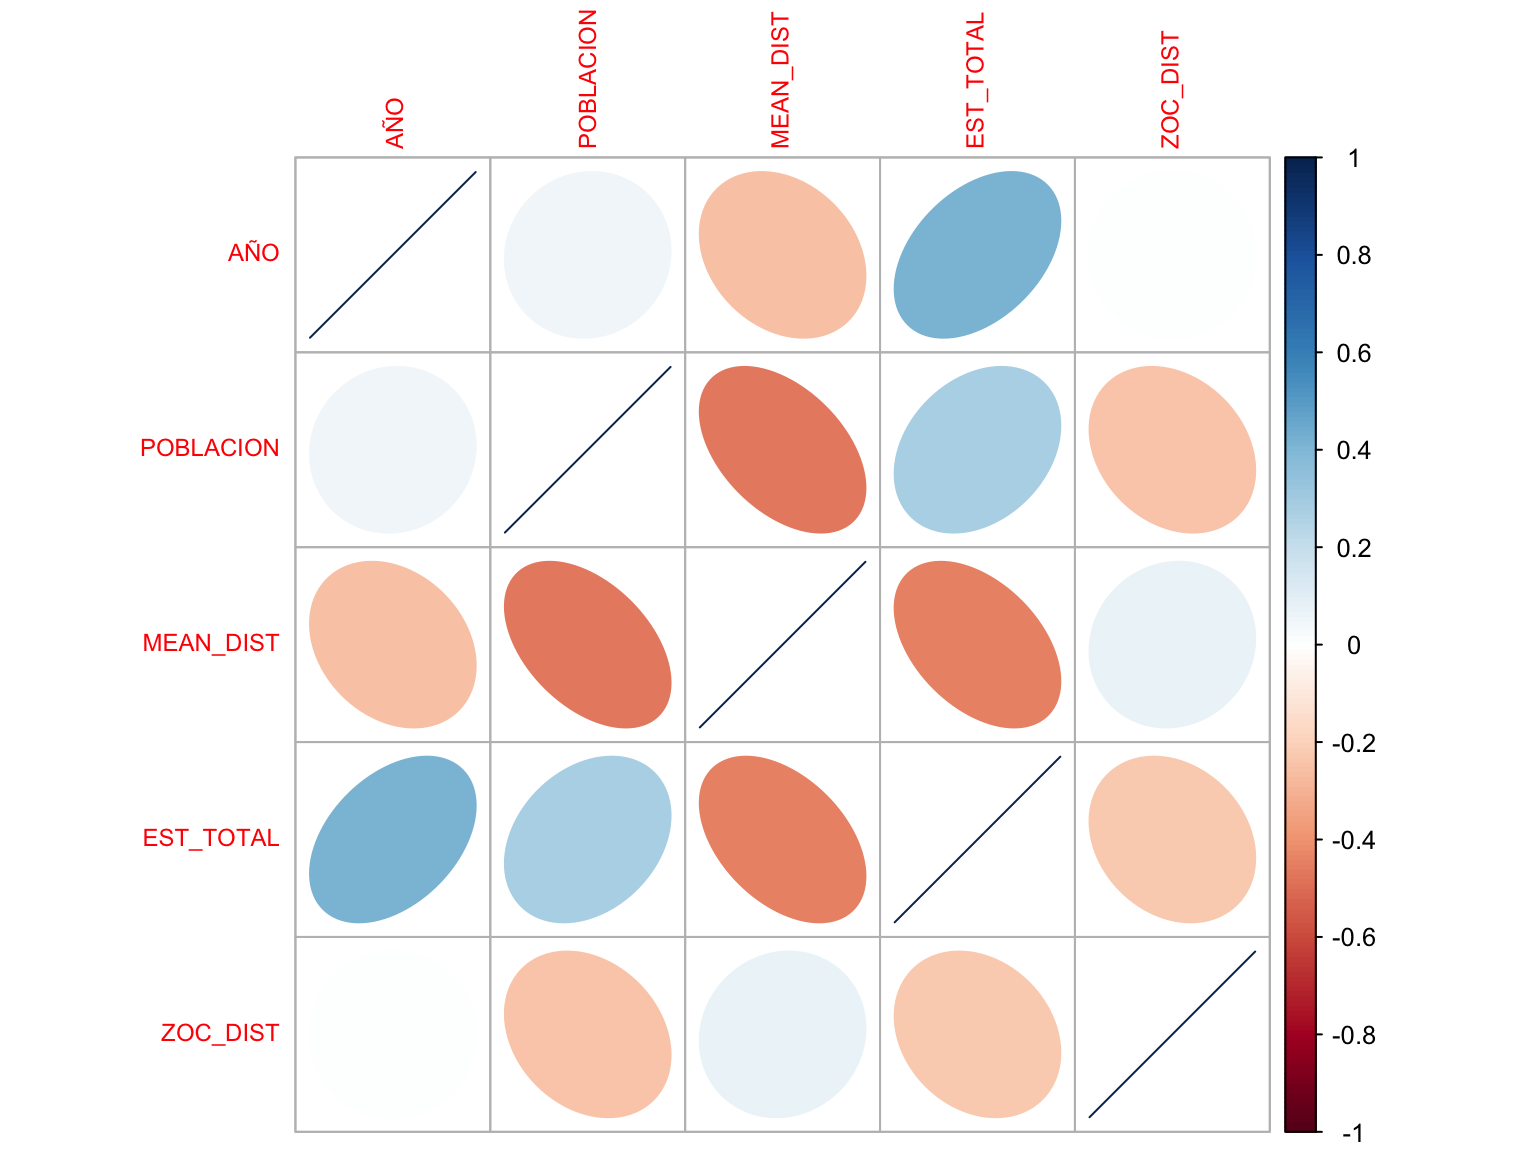 AÑO
POBLACION
MEAN_DIST
EST_TOTAL
ZOC_DIST
AÑO
POBLACION
MEAN_DIST
EST_TOTAL
ZOC_DIST
1
0.8
0.6
0.4
0.2
0
-0.2
-0.4
-0.6
-0.8
-1